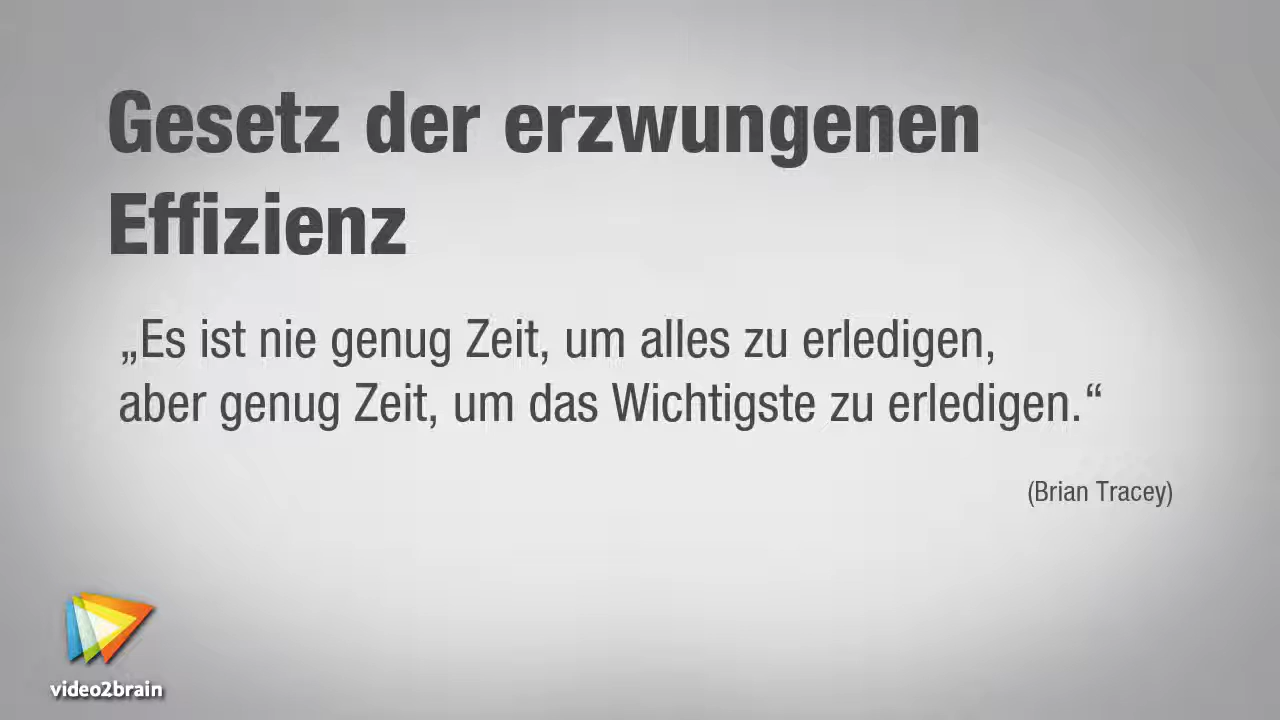 Gesetz der erzwungenen
Effizienz
„Es ist nie genug Zeit, um alles zu erledigen,
aber genug Zeit, um das Wichtigste zu erledigen.“
(Brian Tracey)
video2brain